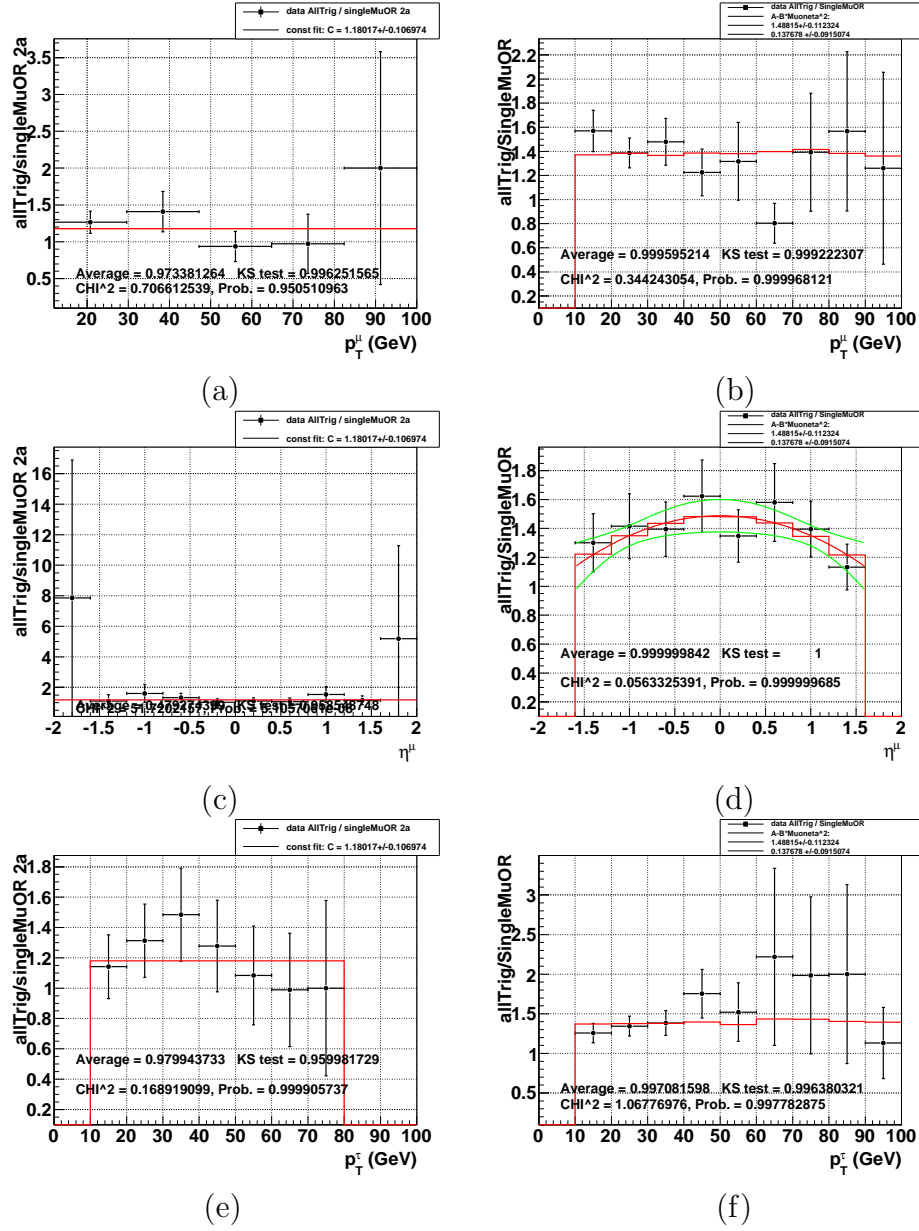 data AllTrig / singleMuOR 2a
const fit: C = 1.18017+/-0.106974
allTrig/singleMuOR 2a
3.5
3
2.5
2
1.5
1
0.5
Average = 0.973381264 KS test = 0.996251565
CHI^2 = 0.706612539, Prob. = 0.950510963
20 30 40 50 60 70 80 90 100
p_T^μ (GeV)
(a)
data AllTrig / SingleMuOR
A-B*Muoneta^2:
1.48815+/-0.112324
0.137678 +/-0.0915074
allTrig/SingleMuOR
2.2
2
1.8
1.6
1.4
1.2
1
0.8
0.6
0.4
0.2
Average = 0.999595214 KS test = 0.999222307
CHI^2 = 0.344243054, Prob. = 0.999968121
0 10 20 30 40 50 60 70 80 90 100
p_T^μ (GeV)
(b)
data AllTrig / singleMuOR 2a
const fit: C = 1.18017+/-0.106974
allTrig/singleMuOR 2a
16
14
12
10
8
6
4
2
-2 -1.5 -1 -0.5 0 0.5 1 1.5 2
η^μ
(c)
data AllTrig / SingleMuOR
A-B*Muoneta^2:
1.48815+/-0.112324
0.137678 +/-0.0915074
allTrig/SingleMuOR
1.8
1.6
1.4
1.2
1
0.8
0.6
0.4
0.2
Average = 0.999999842 KS test = 1
CHI^2 = 0.0563325391, Prob. = 0.999999685
-2 -1.5 -1 -0.5 0 0.5 1 1.5 2
η^μ
(d)
data AllTrig / singleMuOR 2a
const fit: C = 1.18017+/-0.106974
allTrig/singleMuOR 2a
1.8
1.6
1.4
1.2
1
0.8
0.6
0.4
0.2
Average = 0.979943733 KS test = 0.959981729
CHI^2 = 0.168919099, Prob. = 0.999905737
0 10 20 30 40 50 60 70 80 90 100
p_T^τ (GeV)
(e)
data AllTrig / SingleMuOR
A-B*Muoneta^2:
1.48815+/-0.112324
0.137678 +/-0.0915074
allTrig/SingleMuOR
3
2.5
2
1.5
1
0.5
Average = 0.997081598 KS test = 0.996380321
CHI^2 = 1.06776976, Prob. = 0.997782875
0 10 20 30 40 50 60 70 80 90 100
p_T^τ (GeV)
(f)